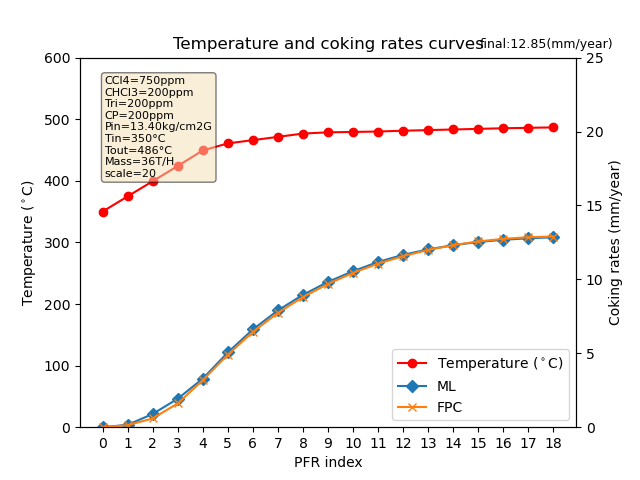 Temperature and coking rates curves
final:12.85(mm/year)
CCl4=750ppm
CHCl3=200ppm
Tri=200ppm
CP=200ppm
Pin=13.40kg/cm2G
Tin=350°C
Tout=486°C
Mass=36T/H
scale=20
600
500
400
300
200
100
0
Temperature (°C)
25
20
15
10
5
0
Coking rates (mm/year)
Temperature (°C)
ML
FPC
0 1 2 3 4 5 6 7 8 9 10 11 12 13 14 15 16 17 18
PFR index